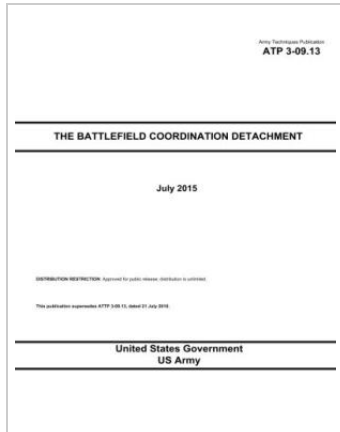 Army Techniques Publication
ATP 3-09.13
THE BATTLEFIELD COORDINATION DETACHMENT
July 2015
DISTRIBUTION RESTRICTION: Approved for public release; distribution is unlimited.
This publication supersedes ATTP 3-09.13, dated 21 July 2010.
United States Government
US Army